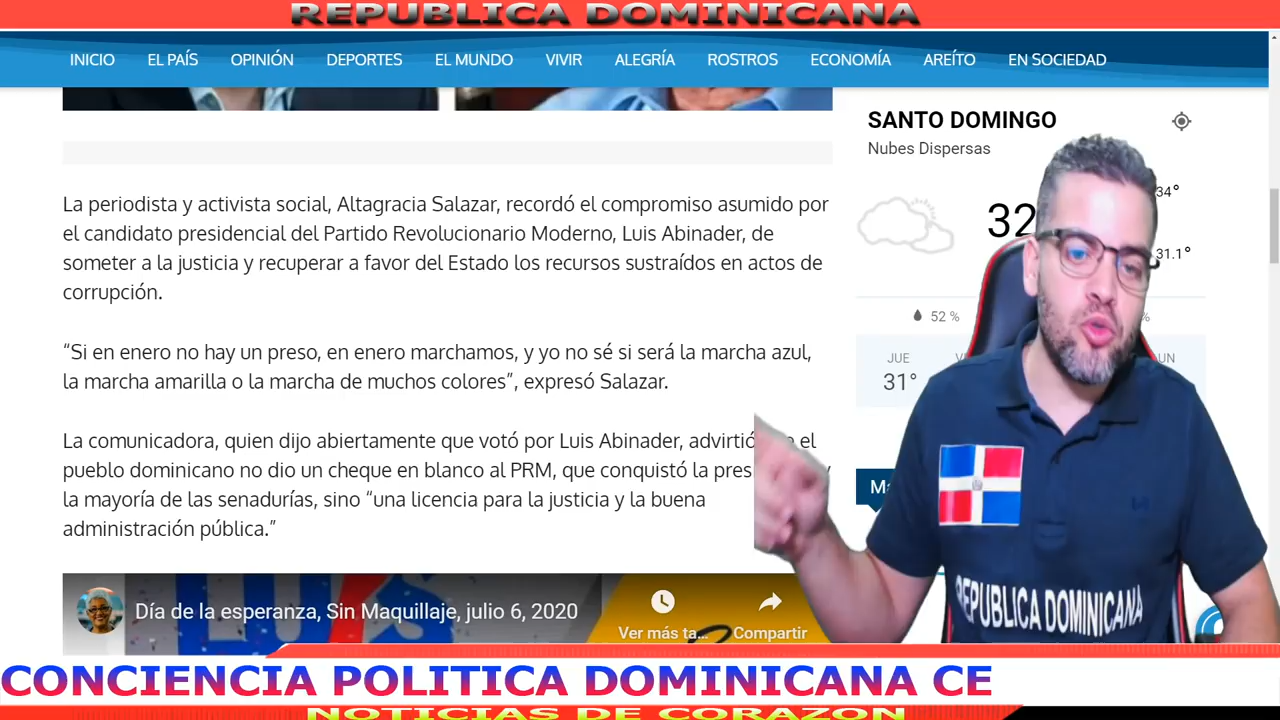 REPUBLICA DOMINICANA
INICIO EL PAÍS OPINIÓN DEPORTES EL MUNDO VIVIR ALEGRÍA ROSTROS ECONOMÍA AREÍTO EN SOCIEDAD
SANTO DOMINGO
Nubes Dispersas
34°
32
31.1°
52 %
%
JUE
31°
La periodista y activista social, Altagracia Salazar, recordó el compromiso asumido por
el candidato presidencial del Partido Revolucionario Moderno, Luis Abinader, de
someter a la justicia y recuperar a favor del Estado los recursos sustraídos en actos de
corrupción.
“Si en enero no hay un preso, en enero marchamos, y yo no sé si será la marcha azul,
la marcha amarilla o la marcha de muchos colores”, expresó Salazar.
La comunicadora, quien dijo abiertamente que votó por Luis Abinader, advirtió el
pueblo dominicano no dio un cheque en blanco al PRM, que conquistó la pres y
la mayoría de las senadurías, sino “una licencia para la justicia y la buena
administración pública.”
Día de la esperanza, Sin Maquillaje, julio 6, 2020
Ver más ta... Compartir
REPUBLICA DOMINICANA
CONCIENCIA POLITICA DOMINICANA CE
NOTICIAS DE CORAZON